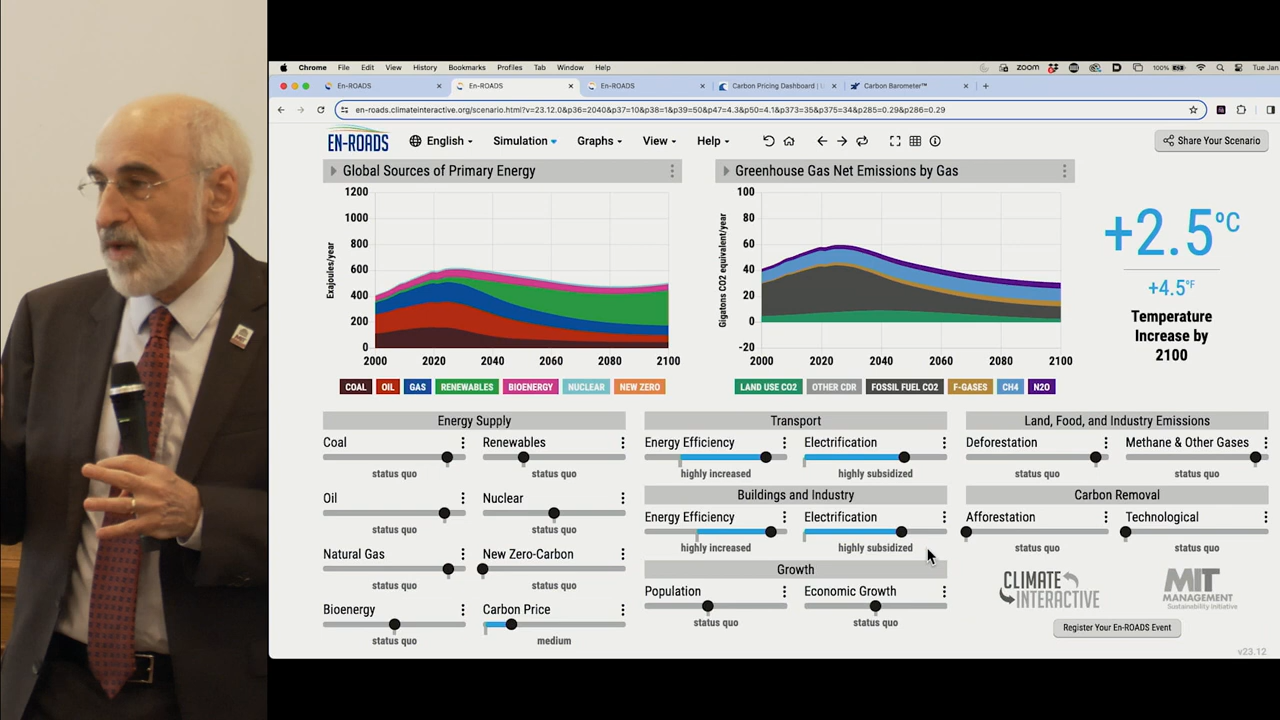 Chrome File Edit View History Bookmarks Profiles Tab Window Help
zoom
100%
Tue Jan
En-ROADS
En-ROADS
En-ROADS
Carbon Pricing Dashboard |
Carbon Barometer™
en-roads.climateinteractive.org/scenario.html?v=23.12.0&p36=2040&p37=10&p38=1&p39=50&p47=4.3&p50=4.1&p373=35&p375=34&p285=0.29&p286=0.29
EN-ROADS
English
Simulation
Graphs
View
Help
Share Your Scenario
Global Sources of Primary Energy
Exajoules/year
1200
1000
800
600
400
200
0
2000 2020 2040 2060 2080 2100
COAL OIL GAS RENEWABLES BIOENERGY NUCLEAR NEW ZERO
Greenhouse Gas Net Emissions by Gas
Gigatons CO2 equivalent/year
100
80
60
40
20
0
-20
2000 2020 2040 2060 2080 2100
LAND USE CO2 OTHER CDR FOSSIL FUEL CO2 F-GASES CH4 N2O
+2.5°C
+4.5°F
Temperature
Increase by
2100
Energy Supply
Coal
status quo
Renewables
status quo
Oil
status quo
Nuclear
status quo
Natural Gas
status quo
New Zero-Carbon
status quo
Bioenergy
status quo
Carbon Price
medium
Transport
Energy Efficiency
highly increased
Electrification
highly subsidized
Buildings and Industry
Energy Efficiency
highly increased
Electrification
highly subsidized
Growth
Population
status quo
Economic Growth
status quo
Land, Food, and Industry Emissions
Deforestation
status quo
Methane & Other Gases
status quo
Carbon Removal
Afforestation
status quo
Technological
status quo
CLIMATE
INTERACTIVE
MIT
MANAGEMENT
Sustainability Initiative
Register Your En-ROADS Event
v23.12